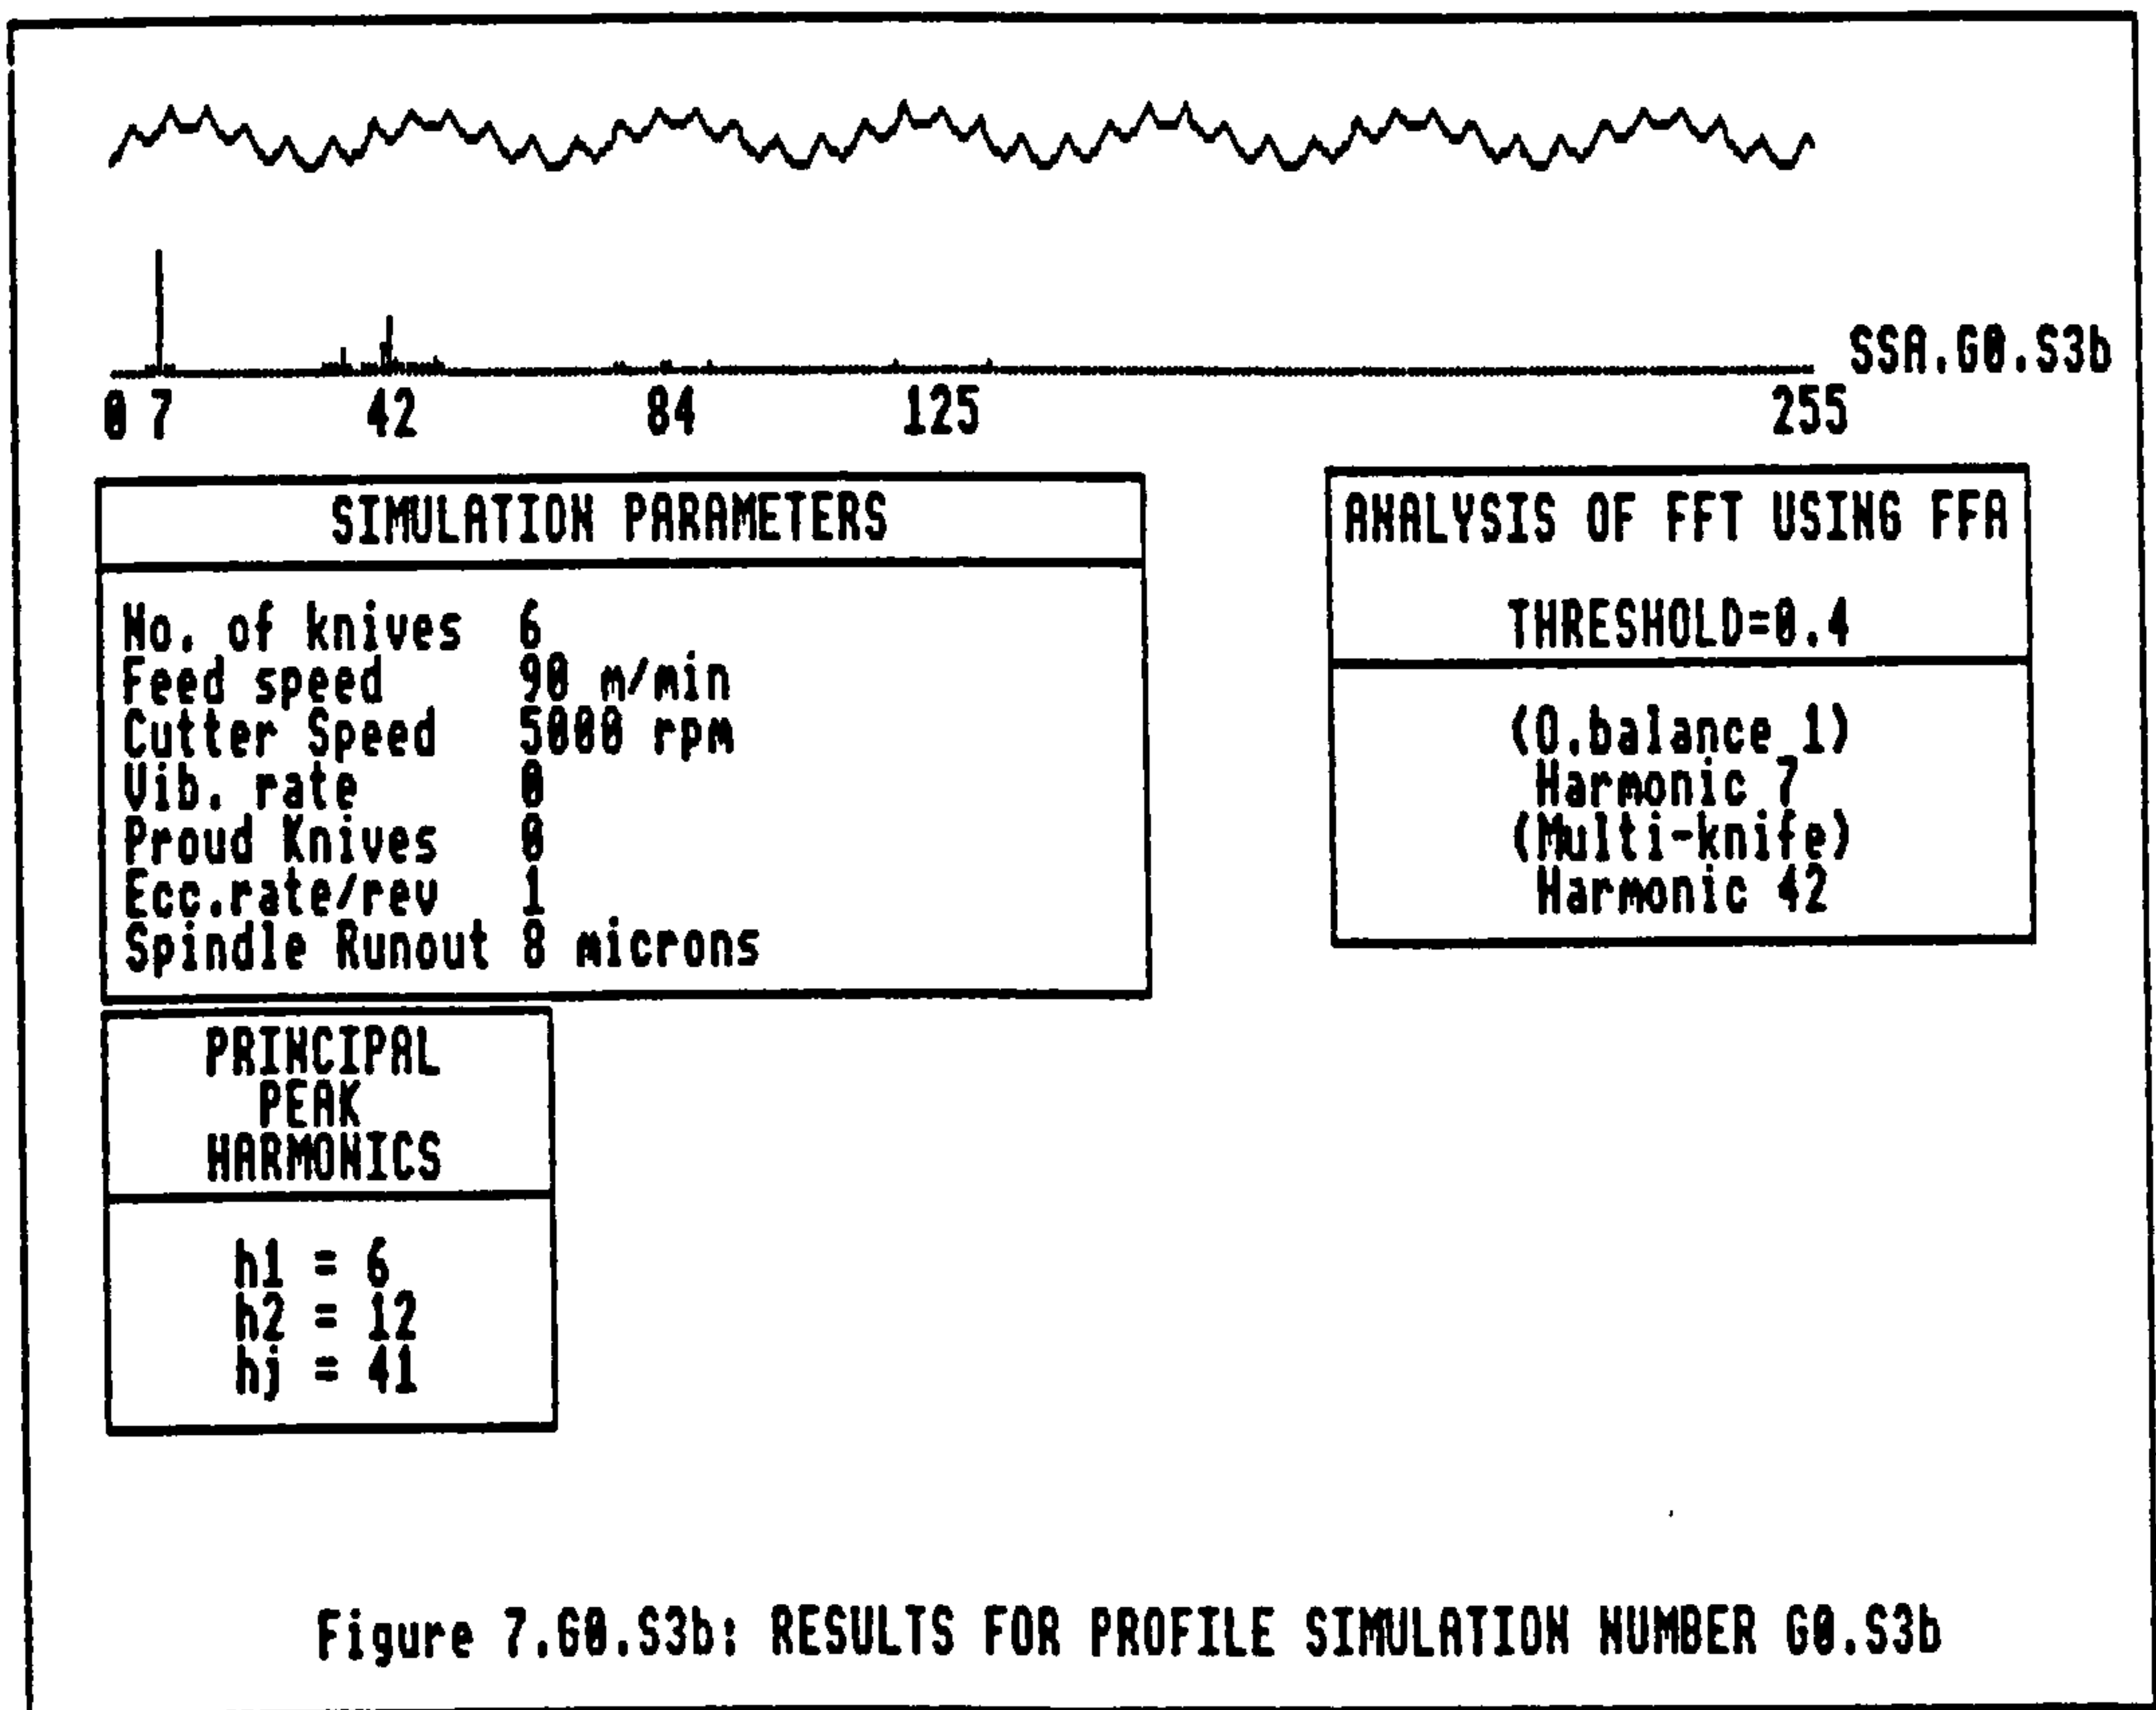 SSA.G0.S3b
0 7 42 84 125 255
SIMULATION PARAMETERS
No. of knives 6
Feed speed 90 m/min
Cutter Speed 5000 rpm
Vib. rate 0
Proud Knives 0
Ecc.rate/rev 1
Spindle Runout 8 microns
ANALYSIS OF FFT USING FFA
THRESHOLD=0.4
(O.balance 1)
Harmonic 7
(Multi-knife)
Harmonic 42
PRINCIPAL
PEAK
HARMONICS
h1 = 6
h2 = 12
hj = 41
Figure 7.G0.S3b: RESULTS FOR PROFILE SIMULATION NUMBER G0.S3b